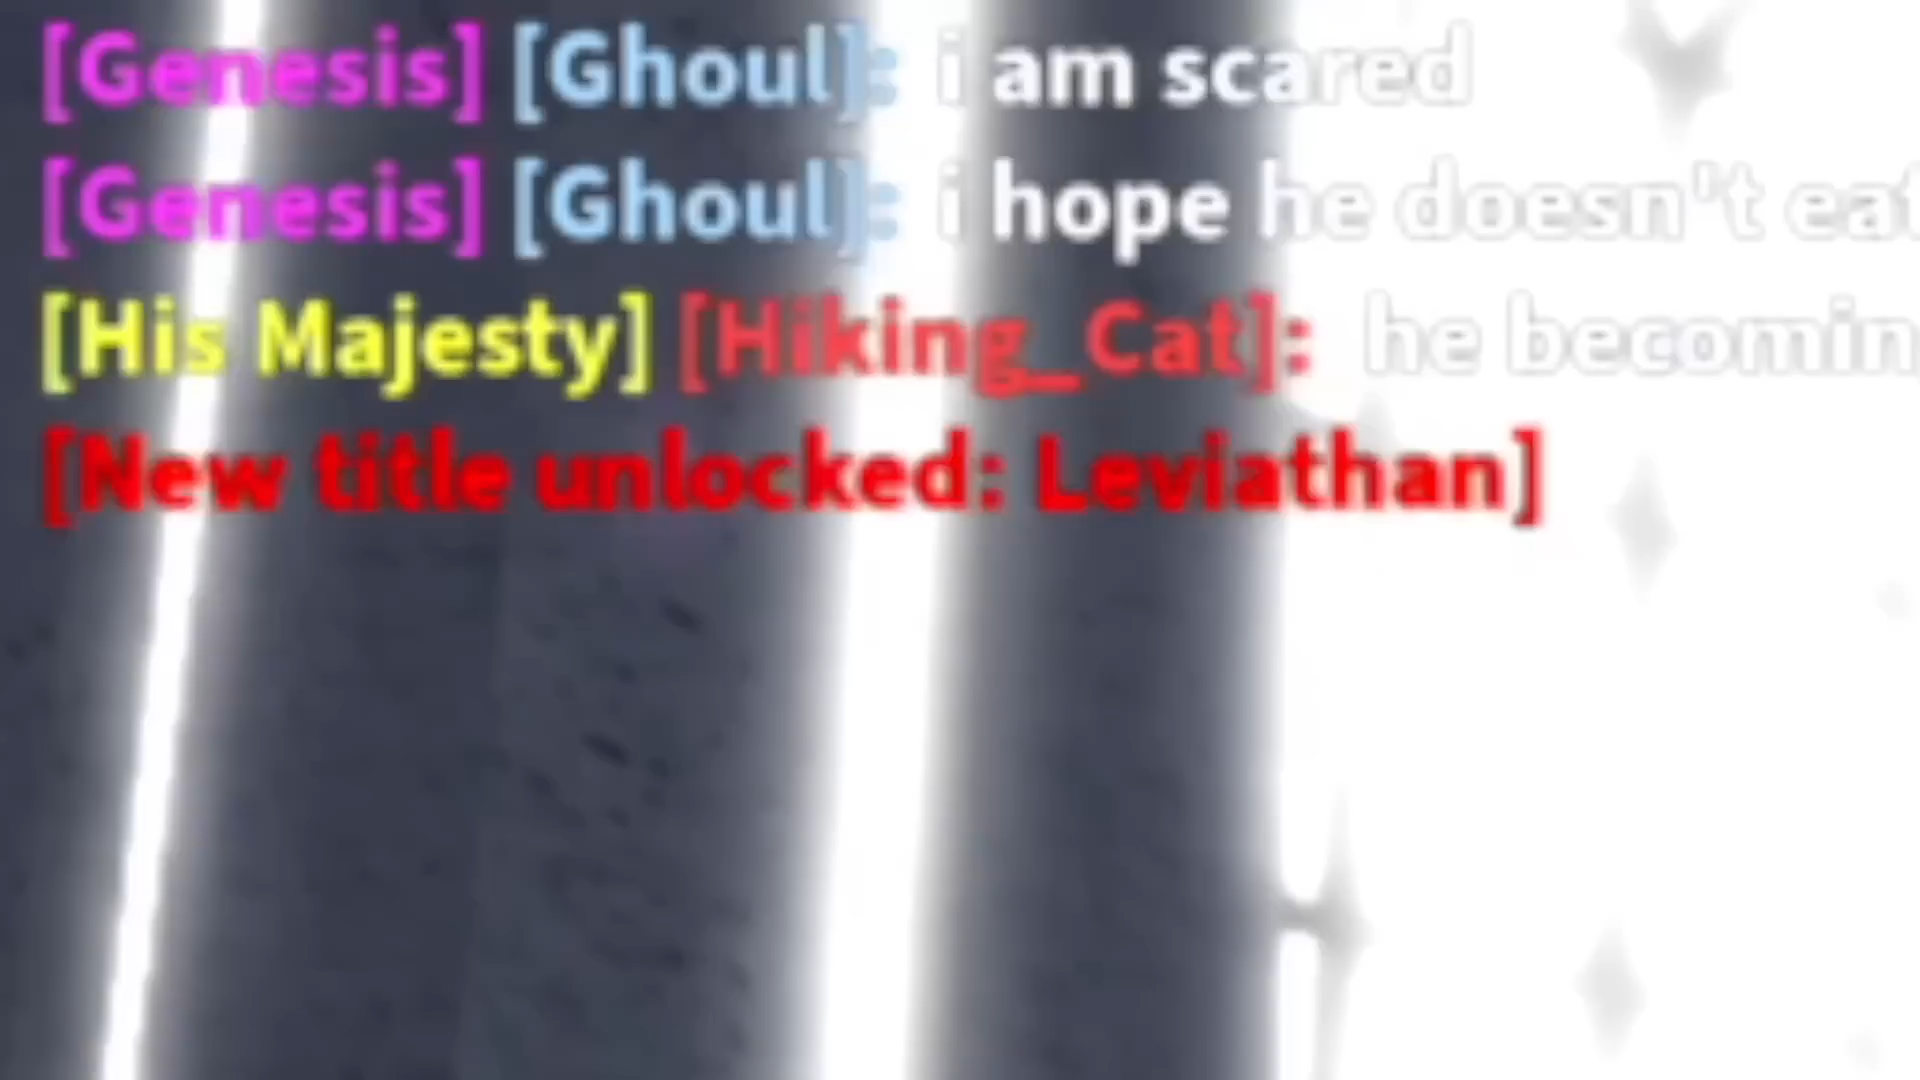 [Genesis] [Ghoul]: i am scared
[Genesis] [Ghoul]: i hope he doesn't eat
[His Majesty] [Hiking_Cat]: he becomin
[New title unlocked: Leviathan]